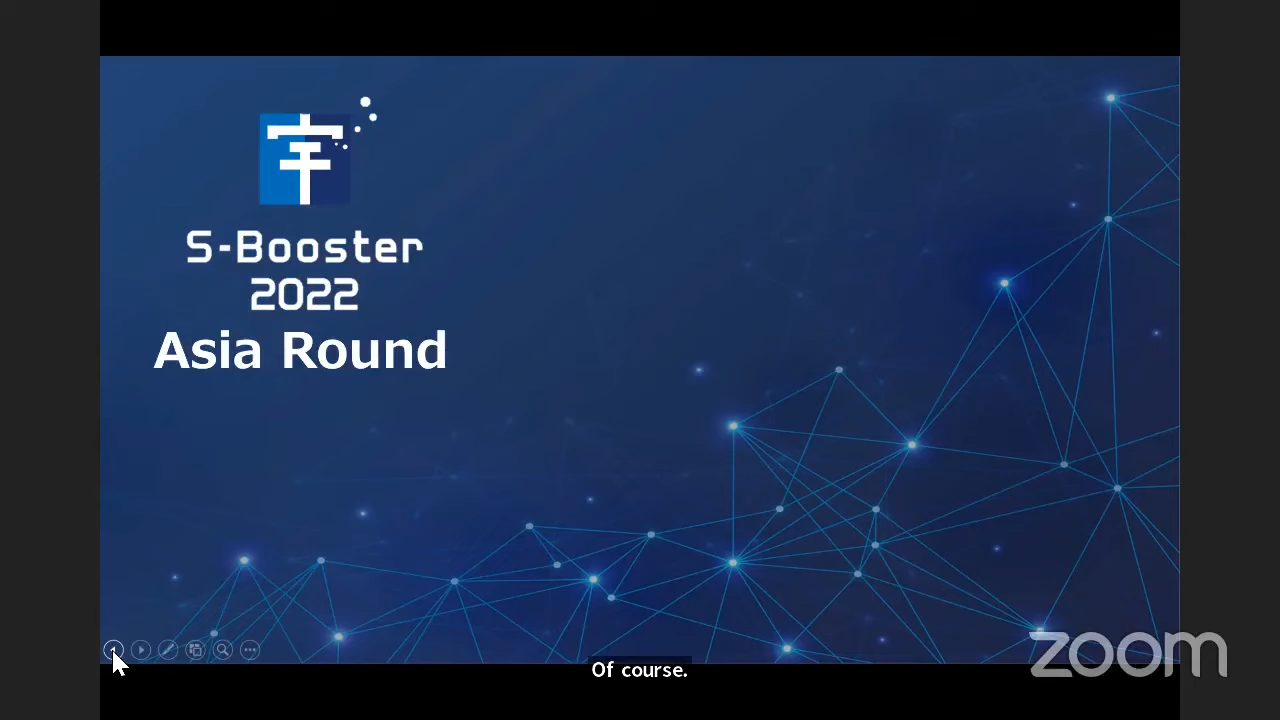 宇
S-Booster
2022
Asia Round
Of course.
zoom